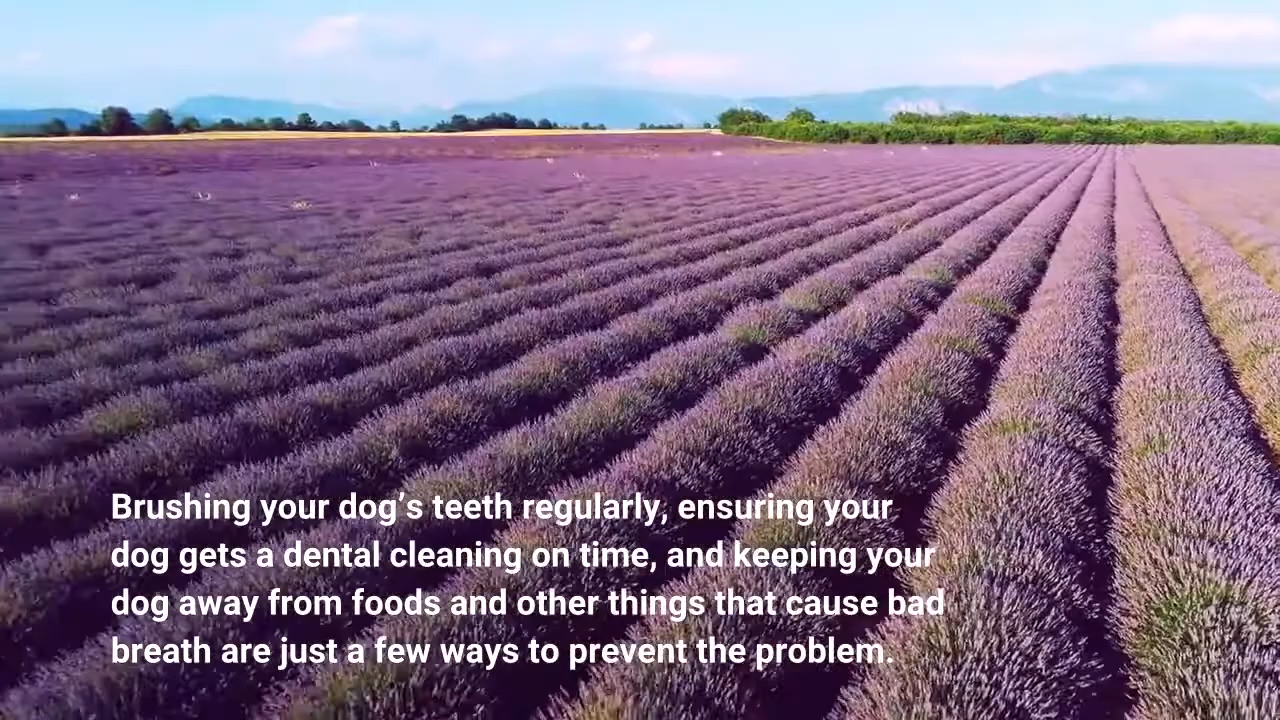 Brushing your dog’s teeth regularly, ensuring your
dog gets a dental cleaning on time, and keeping your
dog away from foods and other things that cause bad
breath are just a few ways to prevent the problem.